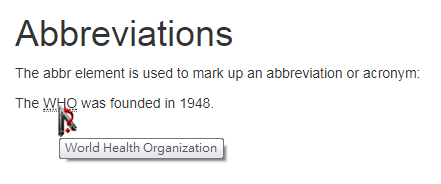 Abbreviations
The abbr element is used to mark up an abbreviation or acronym:
The WHO was founded in 1948.
World Health Organization